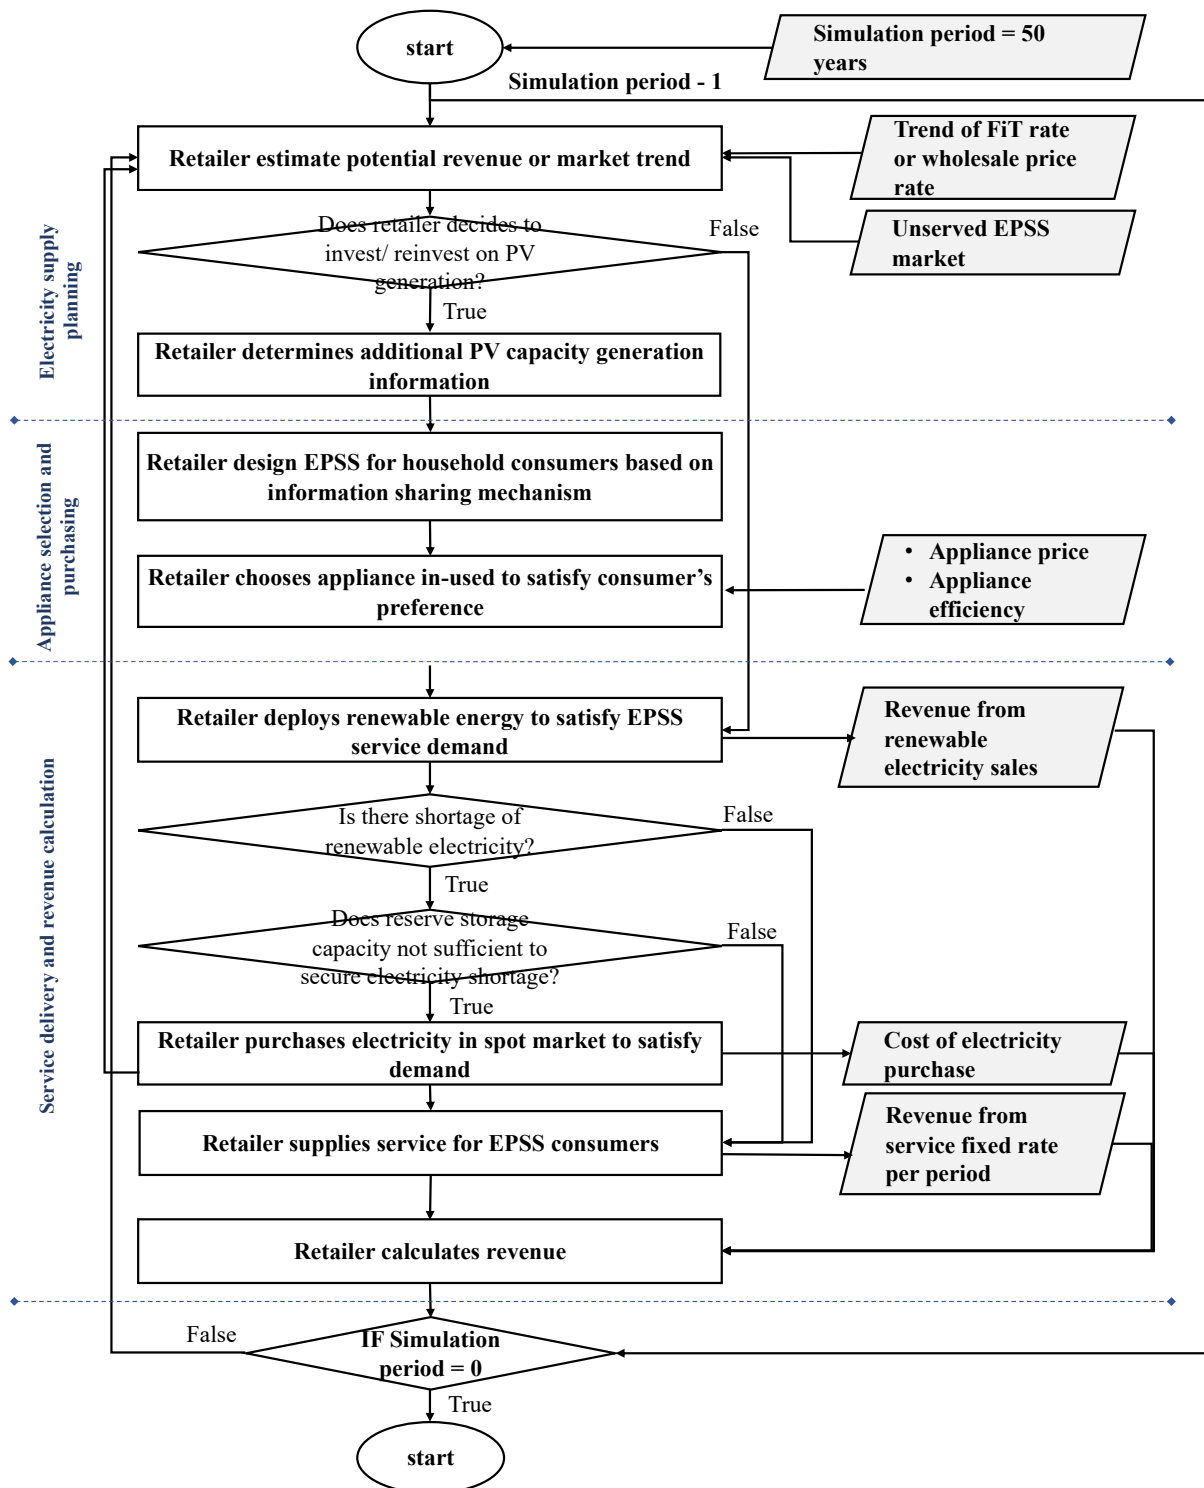 start
Simulation period = 50
years
Simulation period - 1
Retailer estimate potential revenue or market trend
Trend of FiT rate
or wholesale price
rate
Does retailer decides to
invest/ reinvest on PV
generation?
False
Unserved EPSS
market
True
Electricity supply
planning
Retailer determines additional PV capacity generation
information
Appliance selection and
purchasing
Retailer design EPSS for household consumers based on
information sharing mechanism
Retailer chooses appliance in-used to satisfy consumer’s
preference
• Appliance price
• Appliance
efficiency
Service delivery and revenue calculation
Retailer deploys renewable energy to satisfy EPSS
service demand
Revenue from
renewable
electricity sales
Is there shortage of
renewable electricity?
False
True
Does reserve storage
capacity not sufficient to
secure electricity shortage?
False
True
Retailer purchases electricity in spot market to satisfy
demand
Cost of electricity
purchase
Retailer supplies service for EPSS consumers
Revenue from
service fixed rate
per period
Retailer calculates revenue
False
IF Simulation
period = 0
True
start